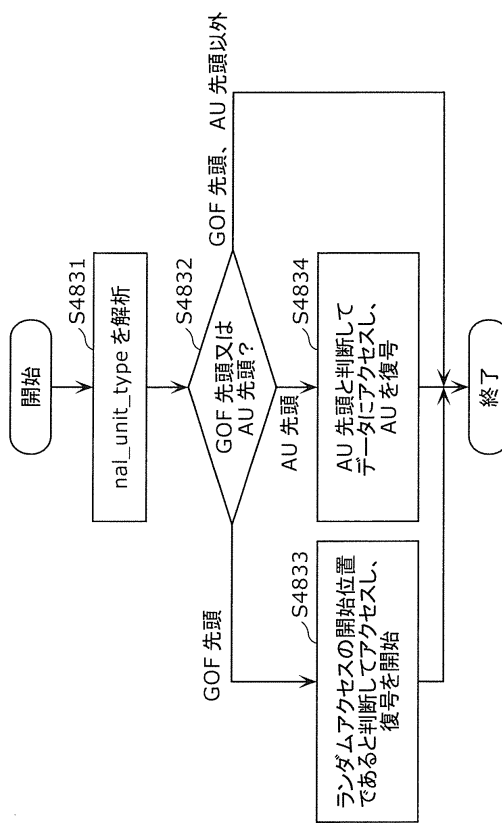 開始
S4831
nal_unit_type を解析
S4832
GOF 先頭又は
AU 先頭？
GOF 先頭
AU 先頭
GOF 先頭、AU 先頭以外
S4833
ランダムアクセスの開始位置
であると判断してアクセスし、
復号を開始
S4834
AU 先頭と判断して
データにアクセスし、
AU を復号
終了